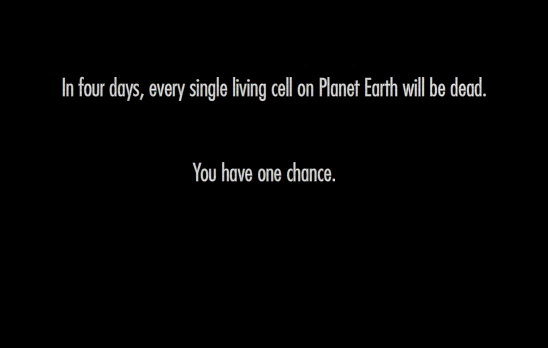 In four days, every single living cell on Planet Earth will be dead.
You have one chance.